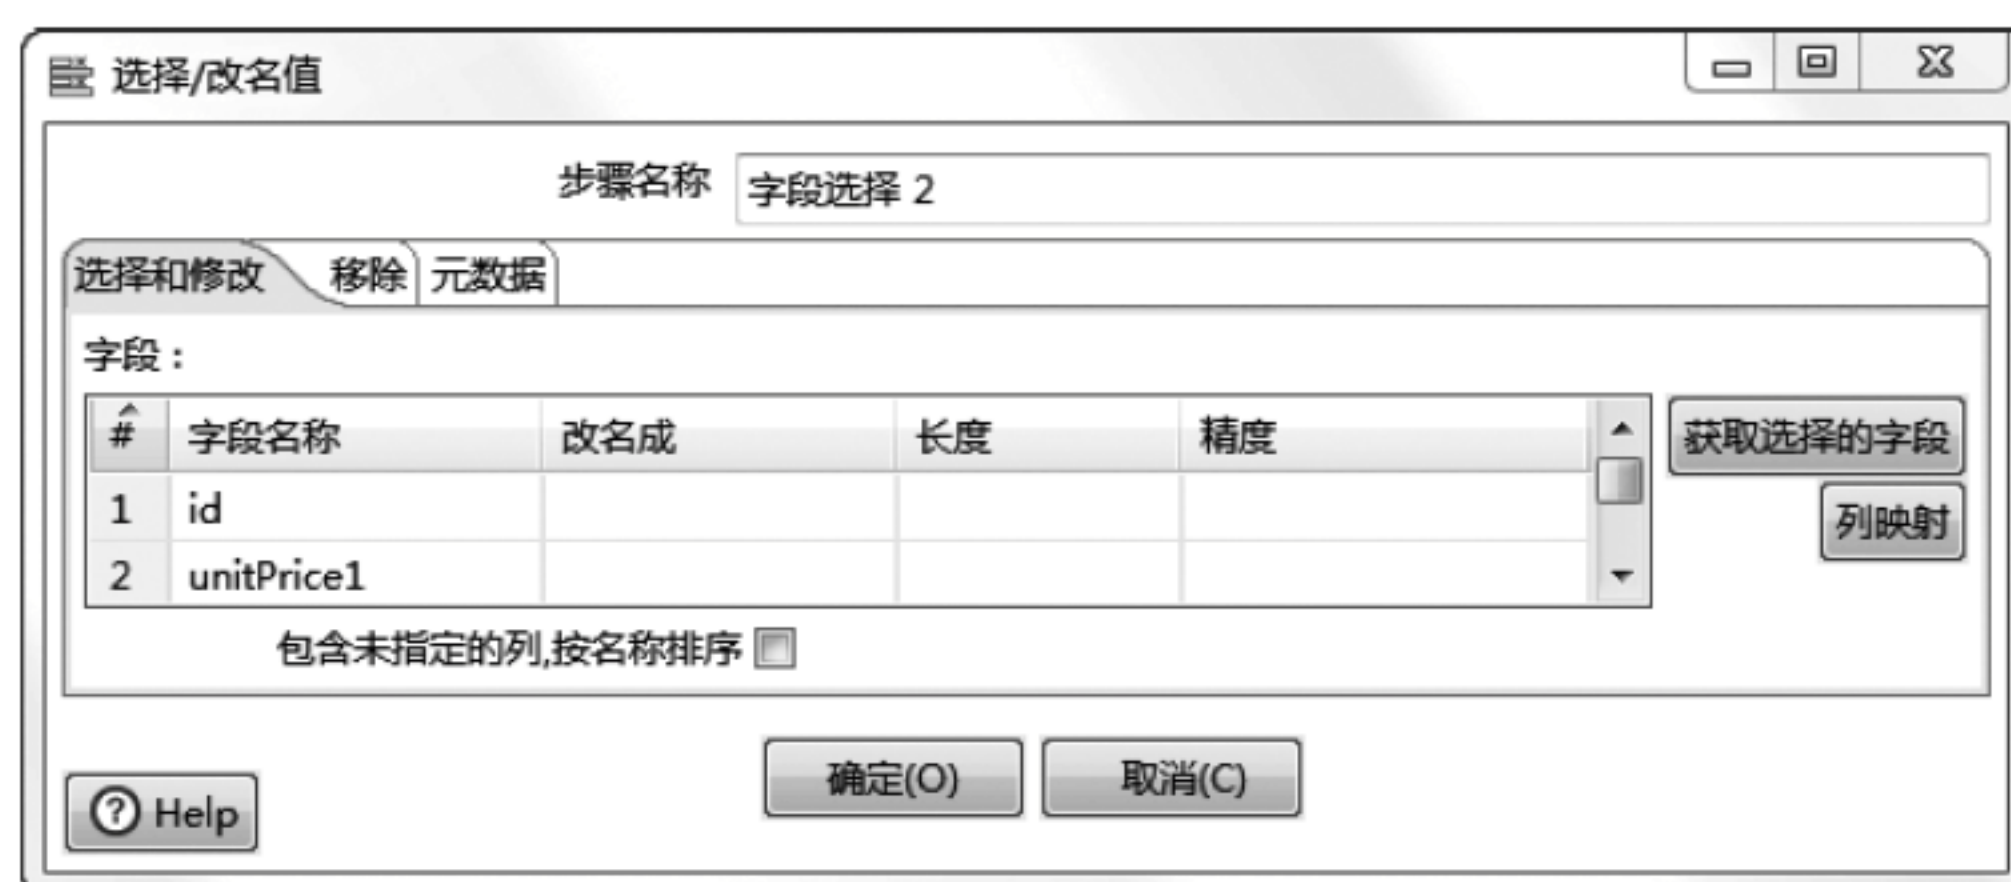 选择/改名值
步骤名称 字段选择 2
选择和修改 移除 元数据
字段：
# 字段名称 改名成 长度 精度 获取选择的字段
1 id
列映射
2 unitPrice1
包含未指定的列,按名称排序
确定(O) 取消(C)
Help